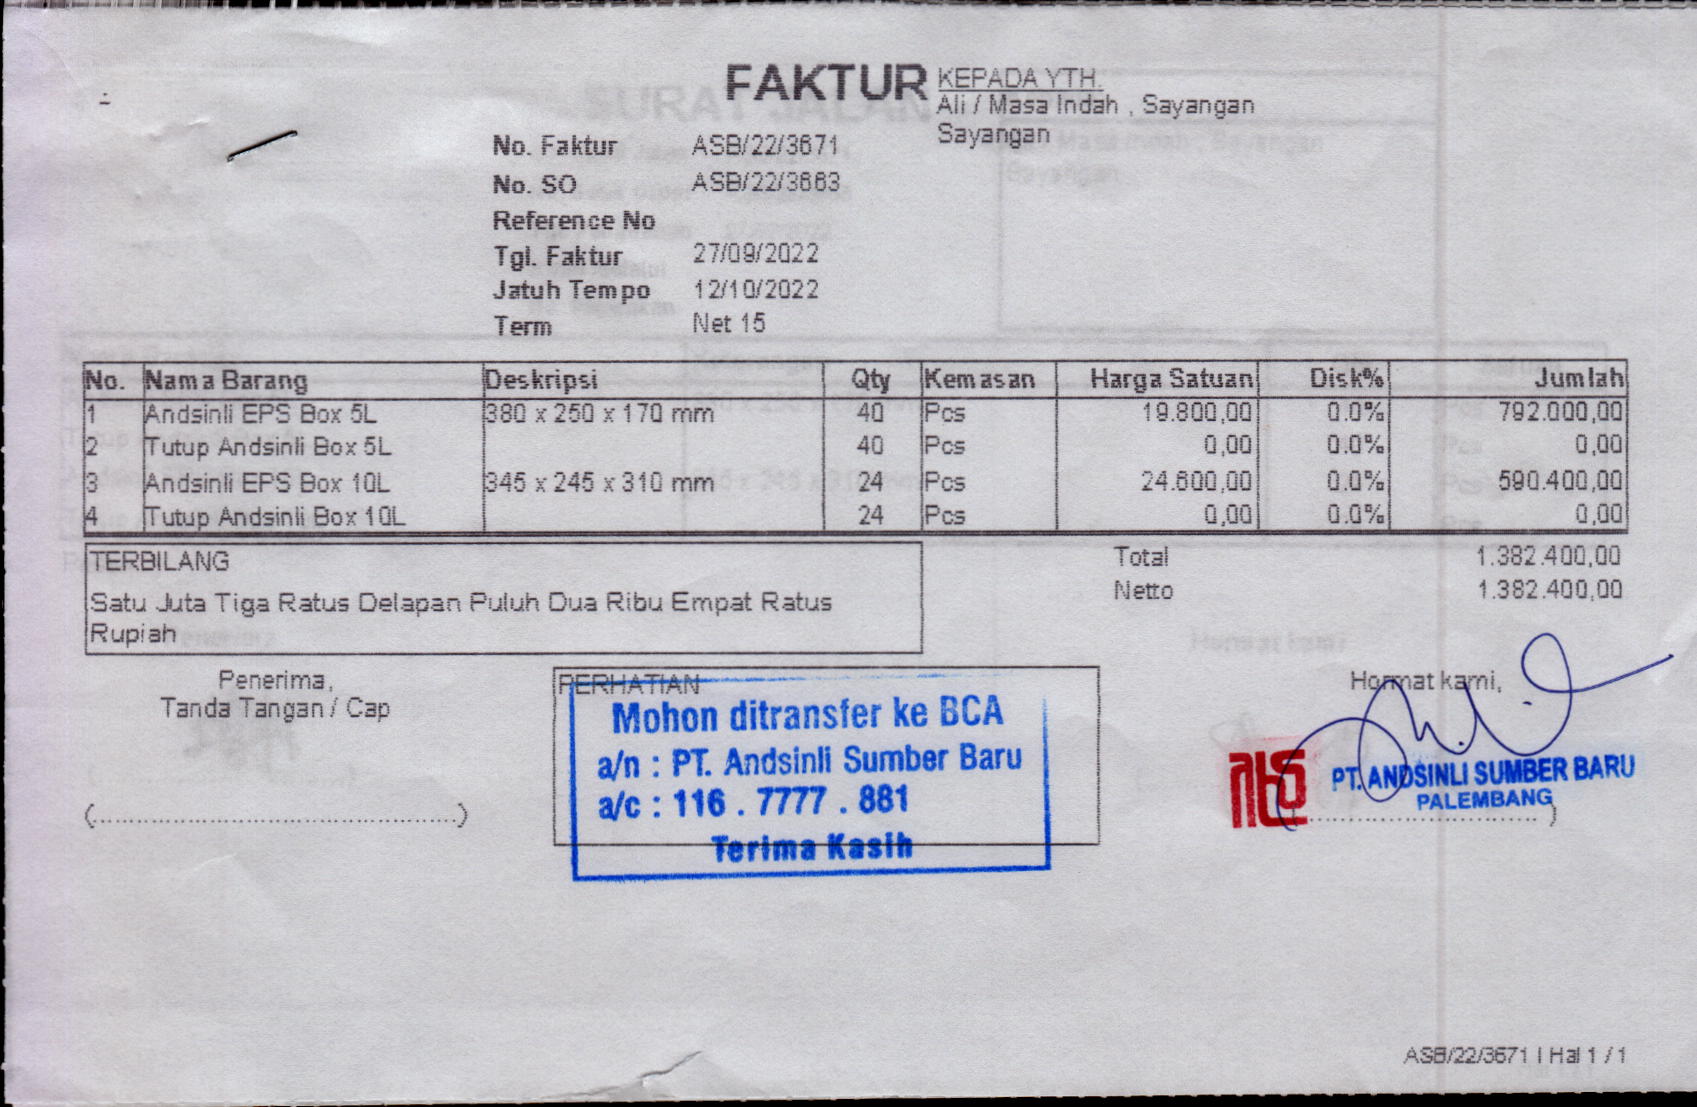 FAKTUR
KEPADA YTH.
Ali / Masa Indah , Sayangan
Sayangan
No. Faktur ASB/22/3671
No. SO ASB/22/3663
Reference No
Tgl. Faktur 27/09/2022
Jatuh Tempo 12/10/2022
Term Net 15
No. Nama Barang Deskripsi Qty Kemasan Harga Satuan Disk% Jumlah
1 Andsinli EPS Box 5L 380 x 250 x 170 mm 40 Pcs 19.800,00 0.0% 792.000,00
2 Tutup Andsinli Box 5L 40 Pcs 0,00 0.0% 0,00
3 Andsinli EPS Box 10L 345 x 245 x 310 mm 24 Pcs 24.600,00 0.0% 590.400,00
4 Tutup Andsinli Box 10L 24 Pcs 0,00 0.0% 0,00
TERBILANG
Satu Juta Tiga Ratus Delapan Puluh Dua Ribu Empat Ratus
Rupiah
Total 1.382.400,00
Netto 1.382.400,00
Penerima,
Tanda Tangan / Cap
(...............................................)
PERHATIAN
Mohon ditransfer ke BCA
a/n : PT. Andsinli Sumber Baru
a/c : 116 . 7777 . 881
Terima Kasih
Hormat kami,
PT. ANDSINLI SUMBER BARU
PALEMBANG
(..............................)
ASB/22/3671 | Hal 1 / 1